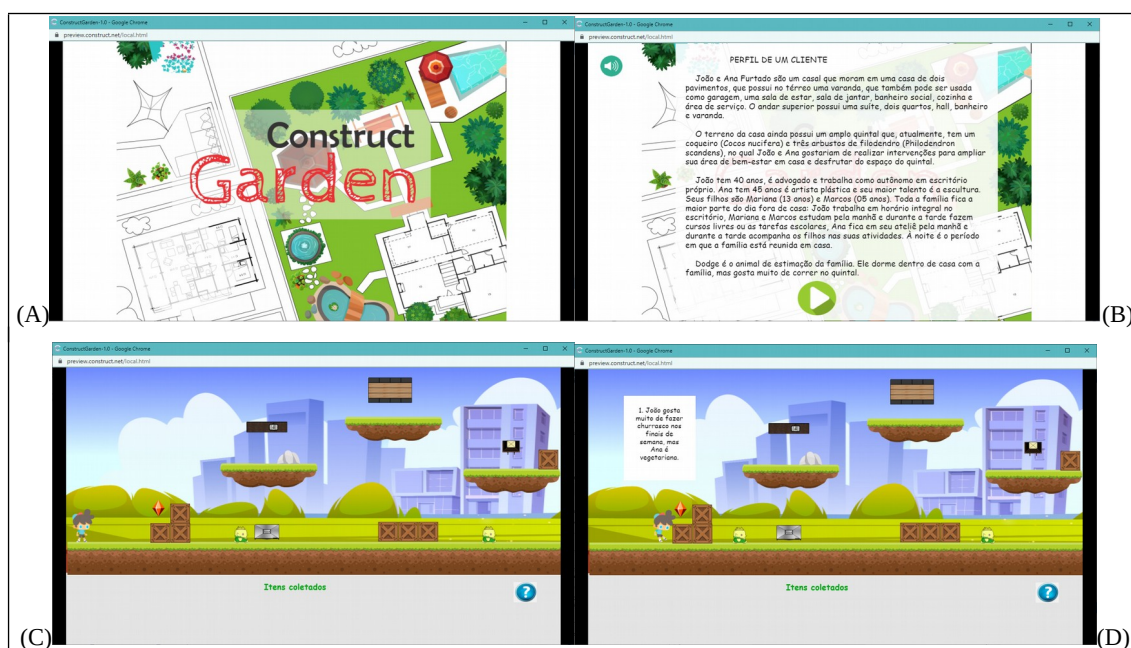 ConstructGarden-1.0 - Google Chrome
preview.construct.net/local.html
Construct
Garden
(A)
ConstructGarden-1.0 - Google Chrome
preview.construct.net/local.html
PERFIL DE UM CLIENTE
João e Ana Furtado são um casal que moram em uma casa de dois
pavimentos, que possui no térreo uma varanda, que também pode ser usada
como garagem, uma sala de estar, sala de jantar, banheiro social, cozinha e
área de serviço. O andar superior possui uma suíte, dois quartos, hall, banheiro
e varanda.
O terreno da casa ainda possui um amplo quintal que, atualmente, tem um
coqueiro (Cocos nucifera) e três arbustos de filodendro (Philodendron
scandens), no qual João e Ana gostariam de realizar intervenções para ampliar
sua área de bem-estar em casa e desfrutar do espaço do quintal.
João tem 40 anos, é advogado e trabalha como autônomo em escritório
próprio. Ana tem 45 anos é artista plástica e seu maior talento é a escultura.
Seus filhos são Mariana (13 anos) e Marcos (05 anos). Toda a família fica a
maior parte do dia fora de casa: João trabalha em horário integral no
escritório, Mariana e Marcos estudam pela manhã e durante a tarde fazem
cursos livres ou as tarefas escolares, Ana fica em seu ateliê pela manhã e
durante a tarde acompanha os filhos nas suas atividades. À noite é o período
em que a família está reunida em casa.
Dodge é o animal de estimação da família. Ele dorme dentro de casa com a
família, mas gosta muito de correr no quintal.
(B)
ConstructGarden-1.0 - Google Chrome
preview.construct.net/local.html
Itens coletados
?
(C)
ConstructGarden-1.0 - Google Chrome
preview.construct.net/local.html
1. João gosta
muito de fazer
churrasco nos
finais de
semana, mas
Ana é
vegetariana.
Itens coletados
?
(D)